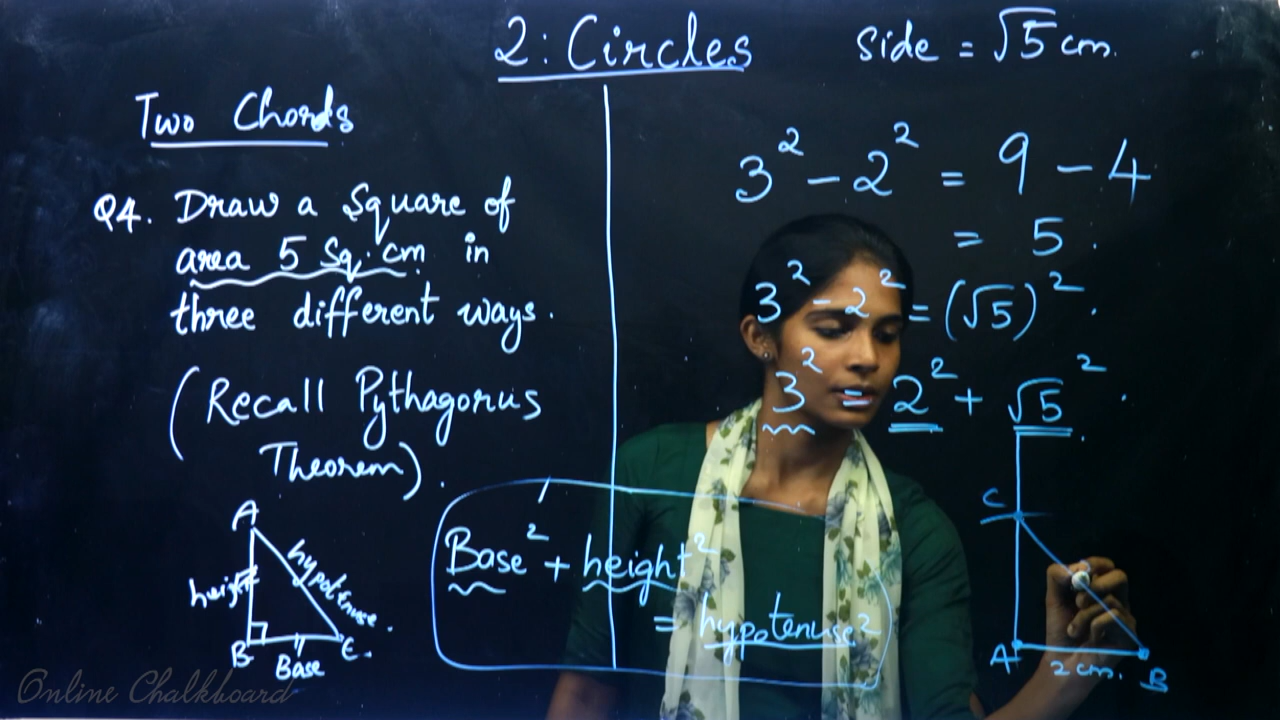 2: Circles
Two Chords
Q4. Draw a Square of
area 5 Sq.cm in
three different ways.
(Recall Pythagorus
Theorem).
A
height
hypotenuse.
B
Base
C.
Base² + height²
= hypotenuse²
Side = √5 cm.
3² - 2² = 9 - 4
= 5.
3² - 2² = (√5)².
3² = 2² + √5².
C
A
2 cm.
B
Online Chalkboard